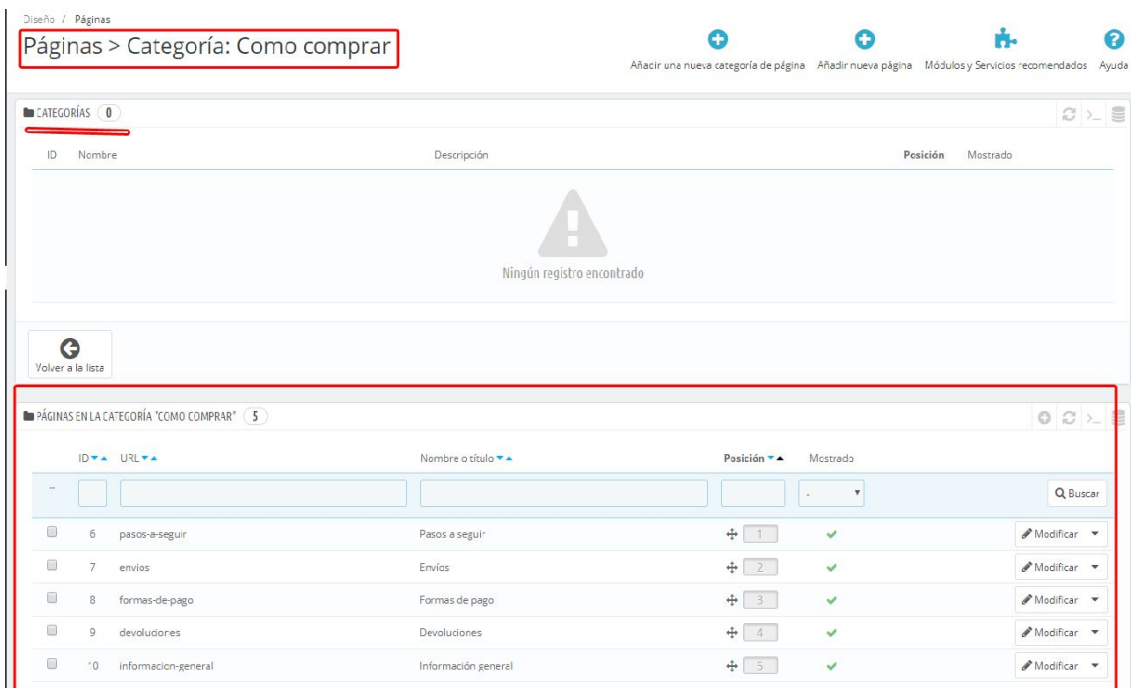 Diseño / Páginas
Páginas > Categoría: Como comprar
Añadir una nueva categoría de página Añadir nueva página Módulos y Servicios recomendados Ayuda
CATEGORÍAS 0
ID Nombre Descripción Posición Mostrado
Ningún registro encontrado
Volver a la lista
PÁGINAS EN LA CATEGORÍA "COMO COMPRAR" 5
ID URL Nombre o título Posición Mostrado
-- - Buscar
6 pasos-a-seguir Pasos a seguir 1 Modificar
7 envios Envíos 2 Modificar
8 formas-de-pago Formas de pago 3 Modificar
9 devoluciones Devoluciones 4 Modificar
10 informacion-general Información general 5 Modificar